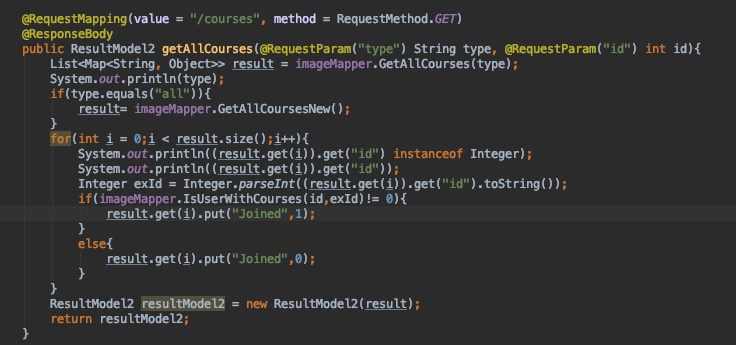 @RequestMapping(value = "/courses", method = RequestMethod.GET)
@ResponseBody
public ResultModel2 getAllCourses(@RequestParam("type") String type, @RequestParam("id") int id){
    List<Map<String, Object>> result = imageMapper.GetAllCourses(type);
    System.out.println(type);
    if(type.equals("all")){
        result= imageMapper.GetAllCoursesNew();
    }
    for(int i = 0;i < result.size();i++){
        System.out.println((result.get(i)).get("id") instanceof Integer);
        System.out.println((result.get(i)).get("id"));
        Integer exId = Integer.parseInt((result.get(i)).get("id").toString());
        if(imageMapper.IsUserWithCourses(id,exId)!= 0){
            result.get(i).put("Joined",1);
        }
        else{
            result.get(i).put("Joined",0);
        }
    }
    ResultModel2 resultModel2 = new ResultModel2(result);
    return resultModel2;
}